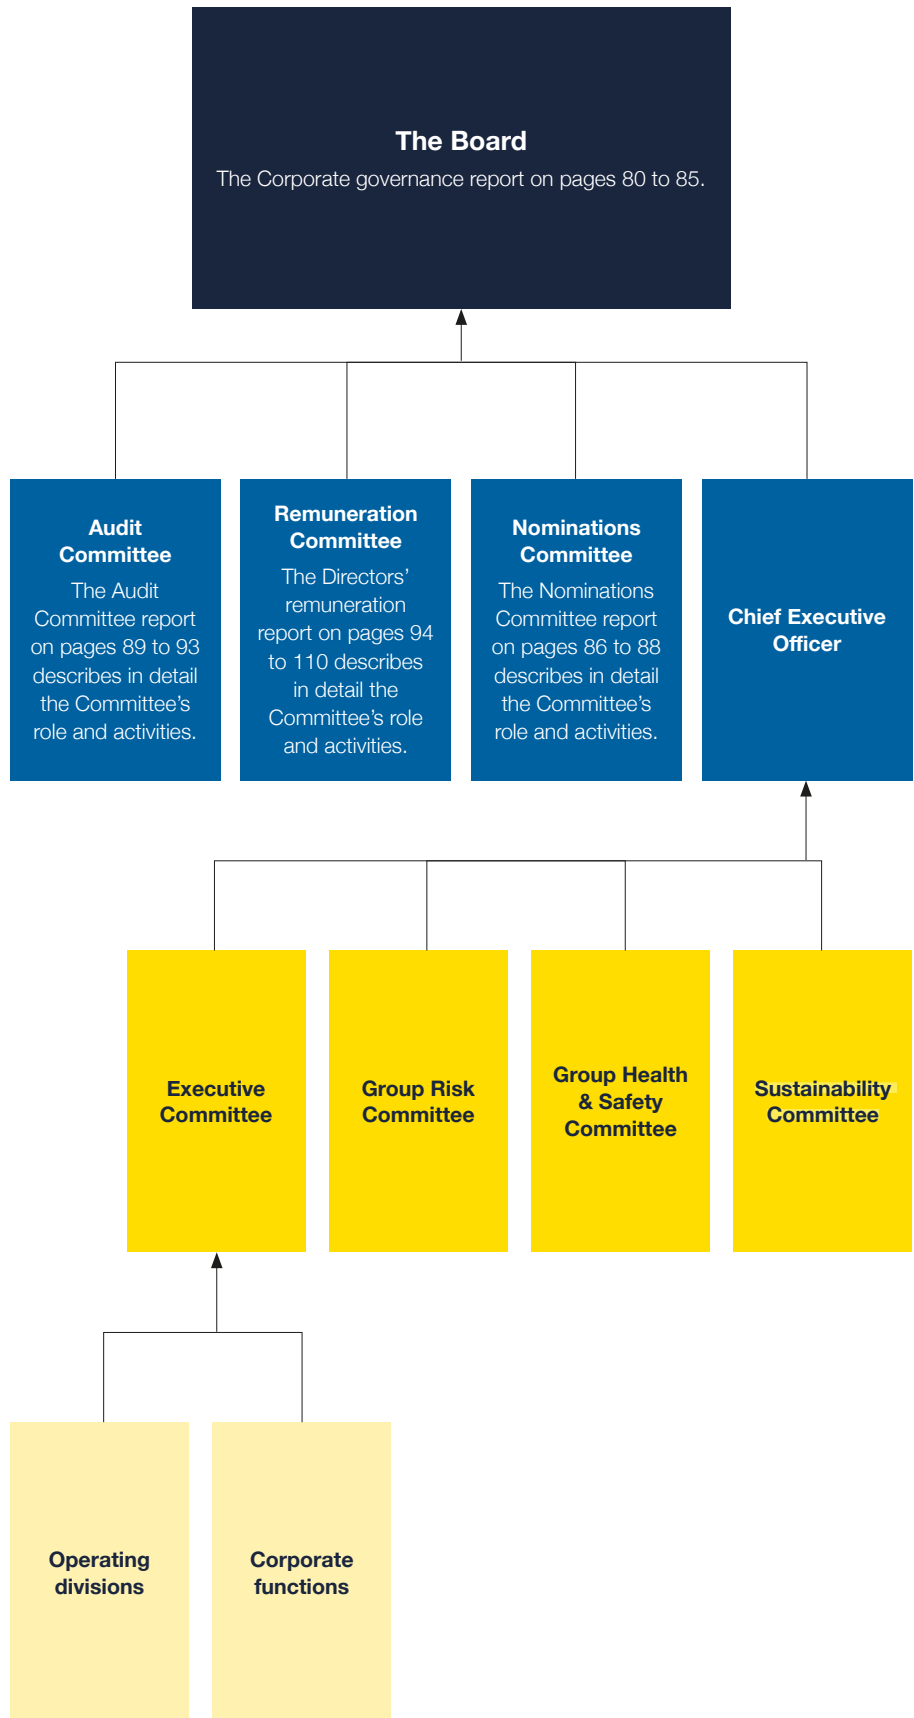 The Board
The Corporate governance report on pages 80 to 85.
Audit
Committee
The Audit
Committee report
on pages 89 to 93
describes in detail
the Committee’s
role and activities.
Remuneration
Committee
The Directors’
remuneration
report on pages 94
to 110 describes
in detail the
Committee’s role
and activities.
Nominations
Committee
The Nominations
Committee report
on pages 86 to 88
describes in detail
the Committee’s
role and activities.
Chief Executive
Officer
Executive
Committee
Group Risk
Committee
Group Health
& Safety
Committee
Sustainability
Committee
Operating
divisions
Corporate
functions